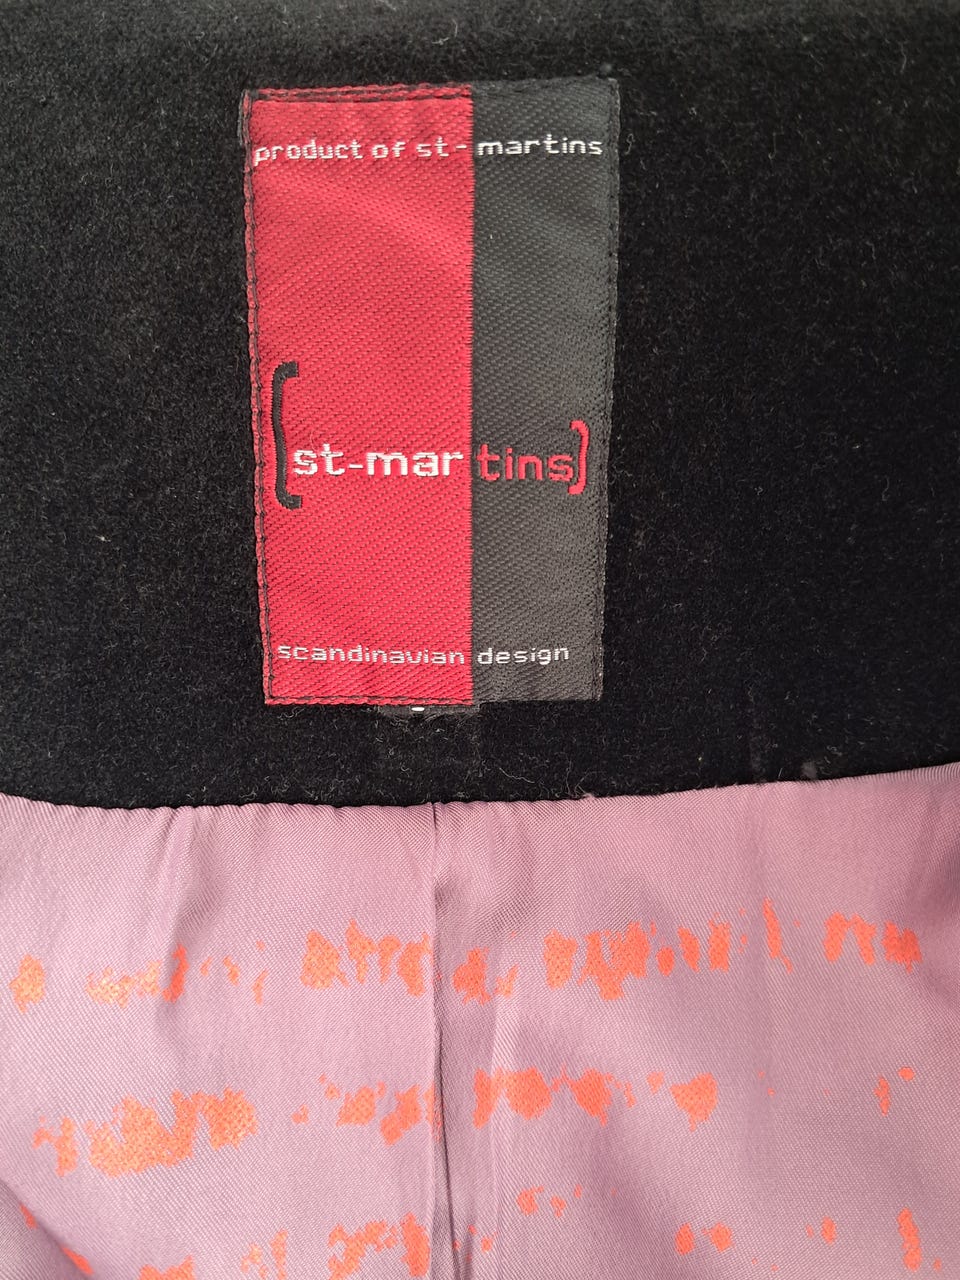 product of st-martins
[st-martins]
scandinavian design